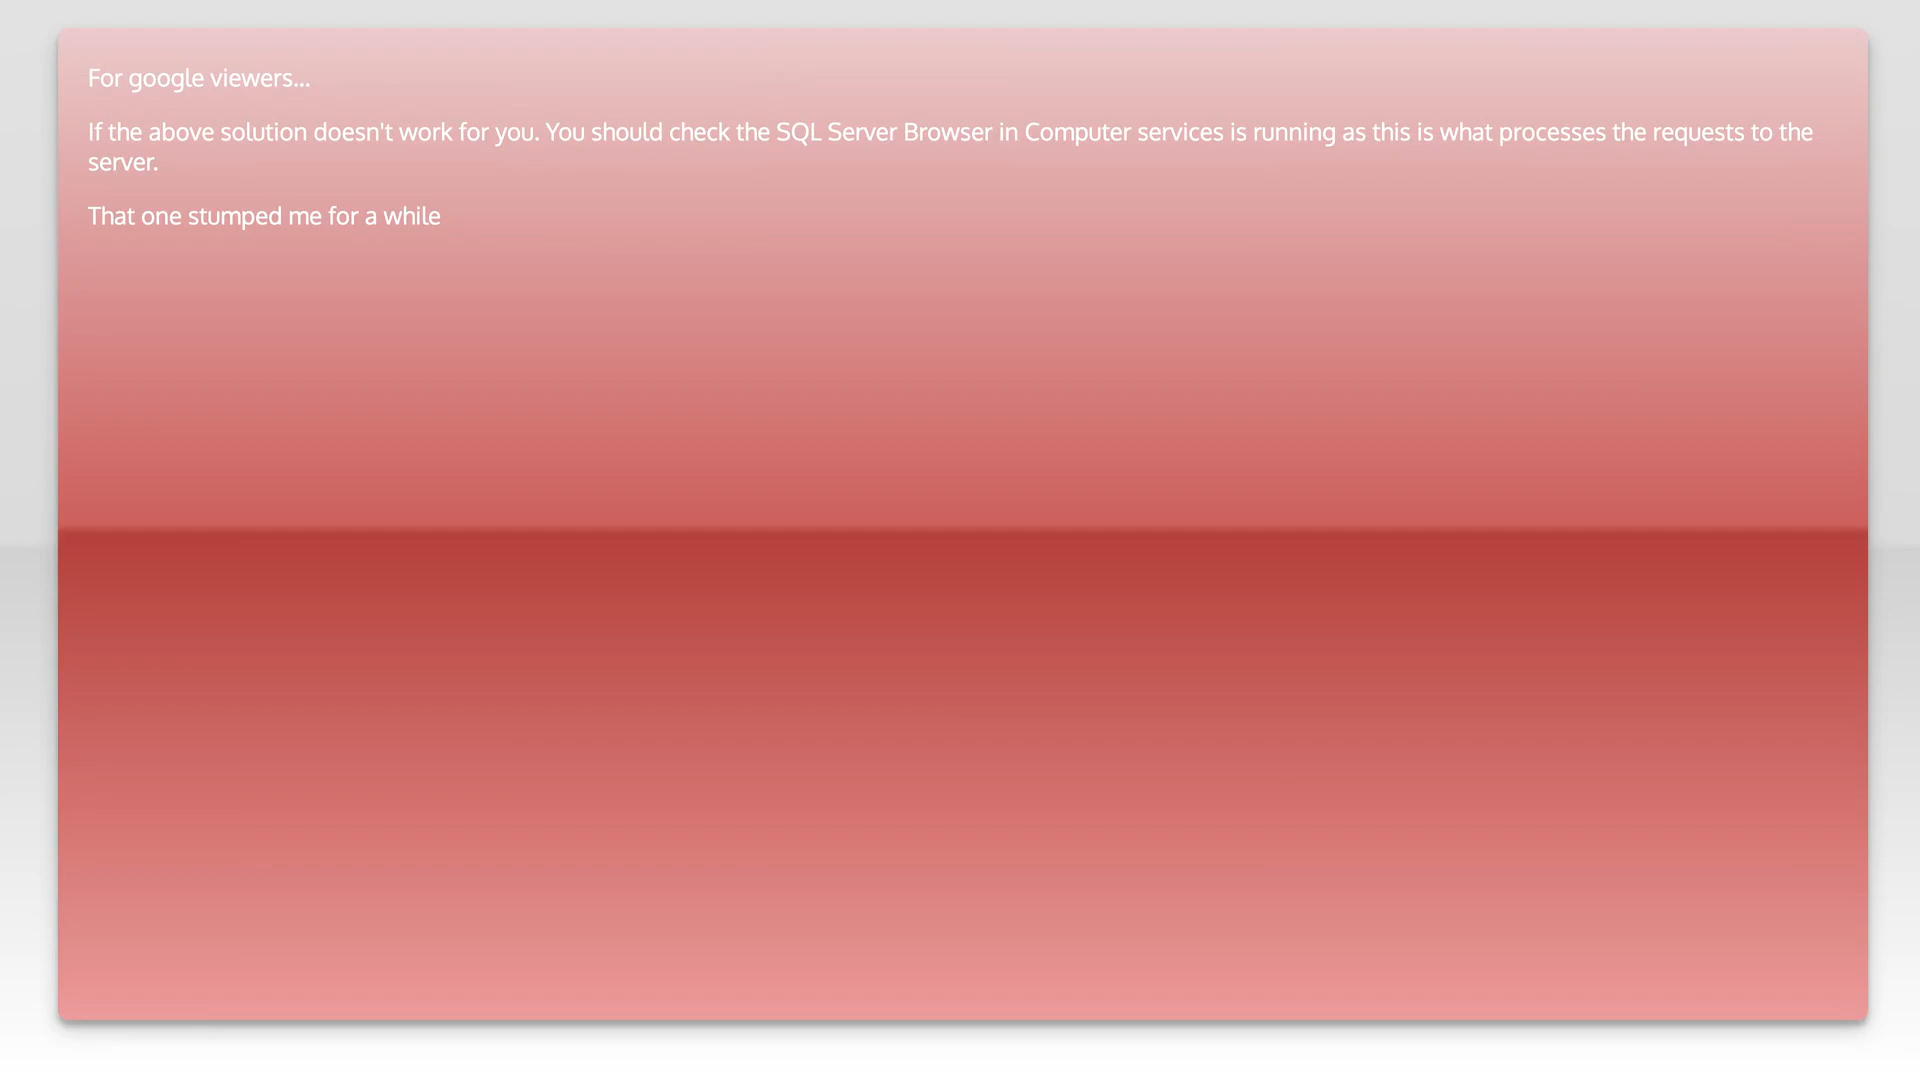 For google viewers...
If the above solution doesn't work for you. You should check the SQL Server Browser in Computer services is running as this is what processes the requests to the
server.
That one stumped me for a while